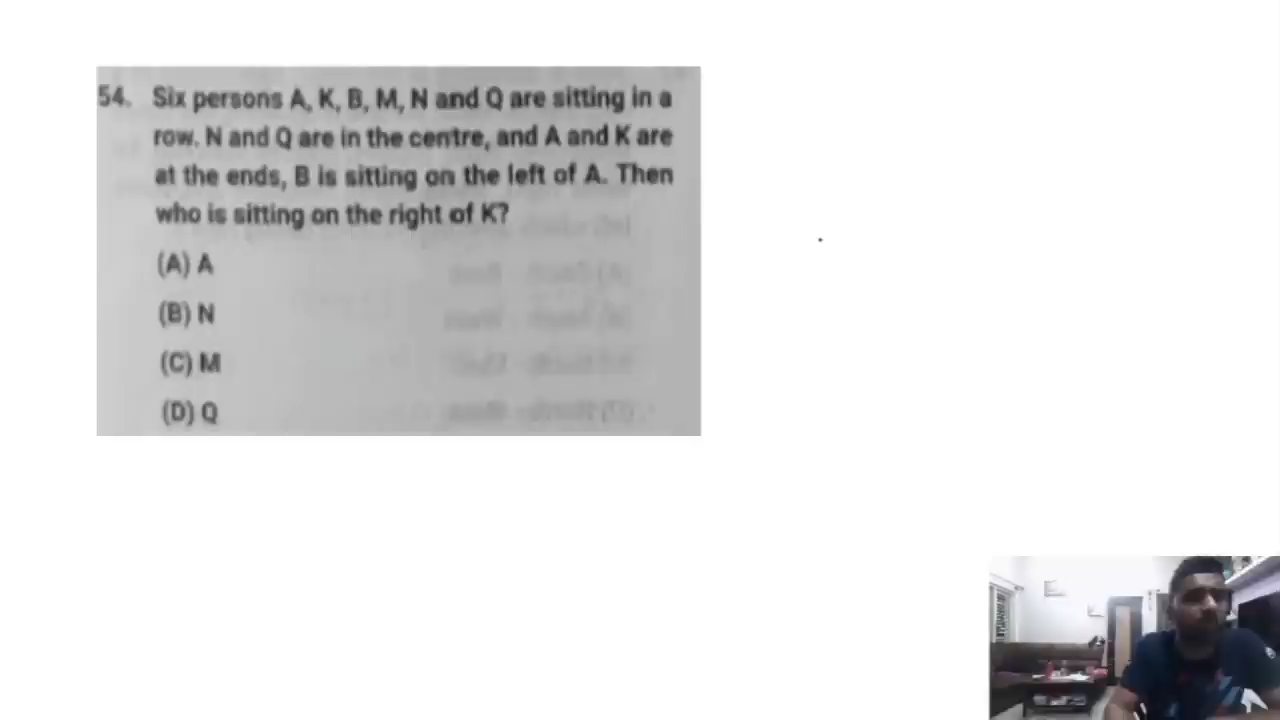 54. Six persons A, K, B, M, N and Q are sitting in a
row. N and Q are in the centre, and A and K are
at the ends, B is sitting on the left of A. Then
who is sitting on the right of K?
(A) A
(B) N
(C) M
(D) Q